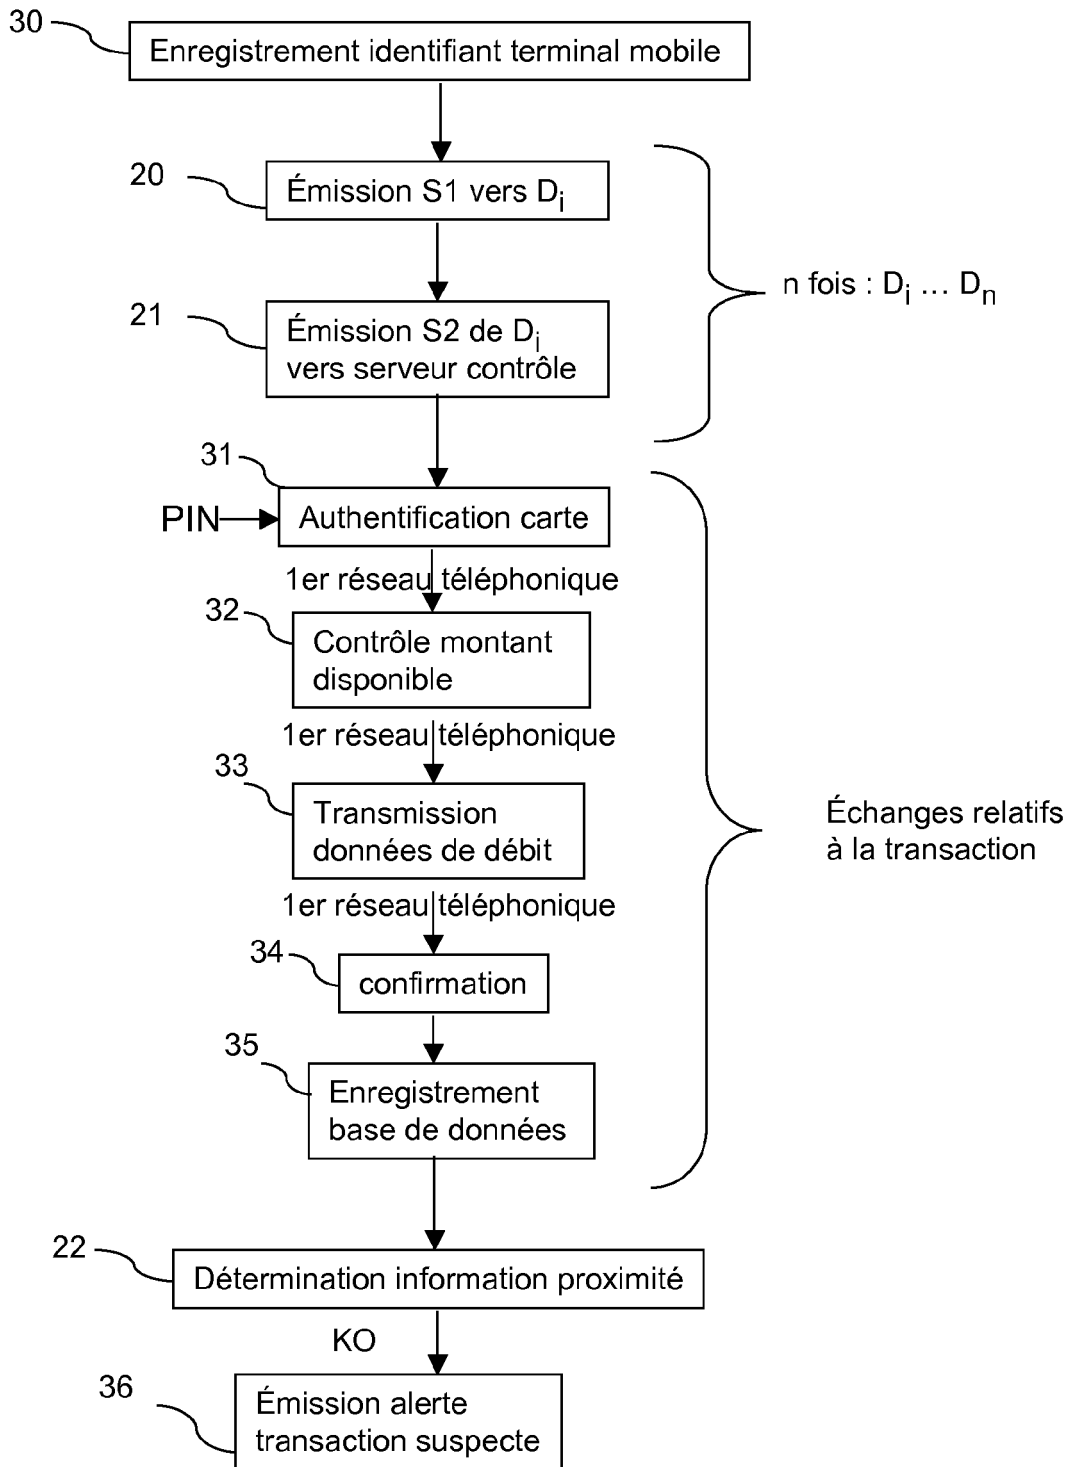 30
Enregistrement identifiant terminal mobile
20
Émission S1 vers Di
21
Émission S2 de Di
vers serveur contrôle
n fois : Di ... Dn
31
PIN
Authentification carte
1er réseau téléphonique
32
Contrôle montant
disponible
1er réseau téléphonique
33
Transmission
données de débit
1er réseau téléphonique
34
confirmation
35
Enregistrement
base de données
Échanges relatifs
à la transaction
22
Détermination information proximité
KO
36
Émission alerte
transaction suspecte